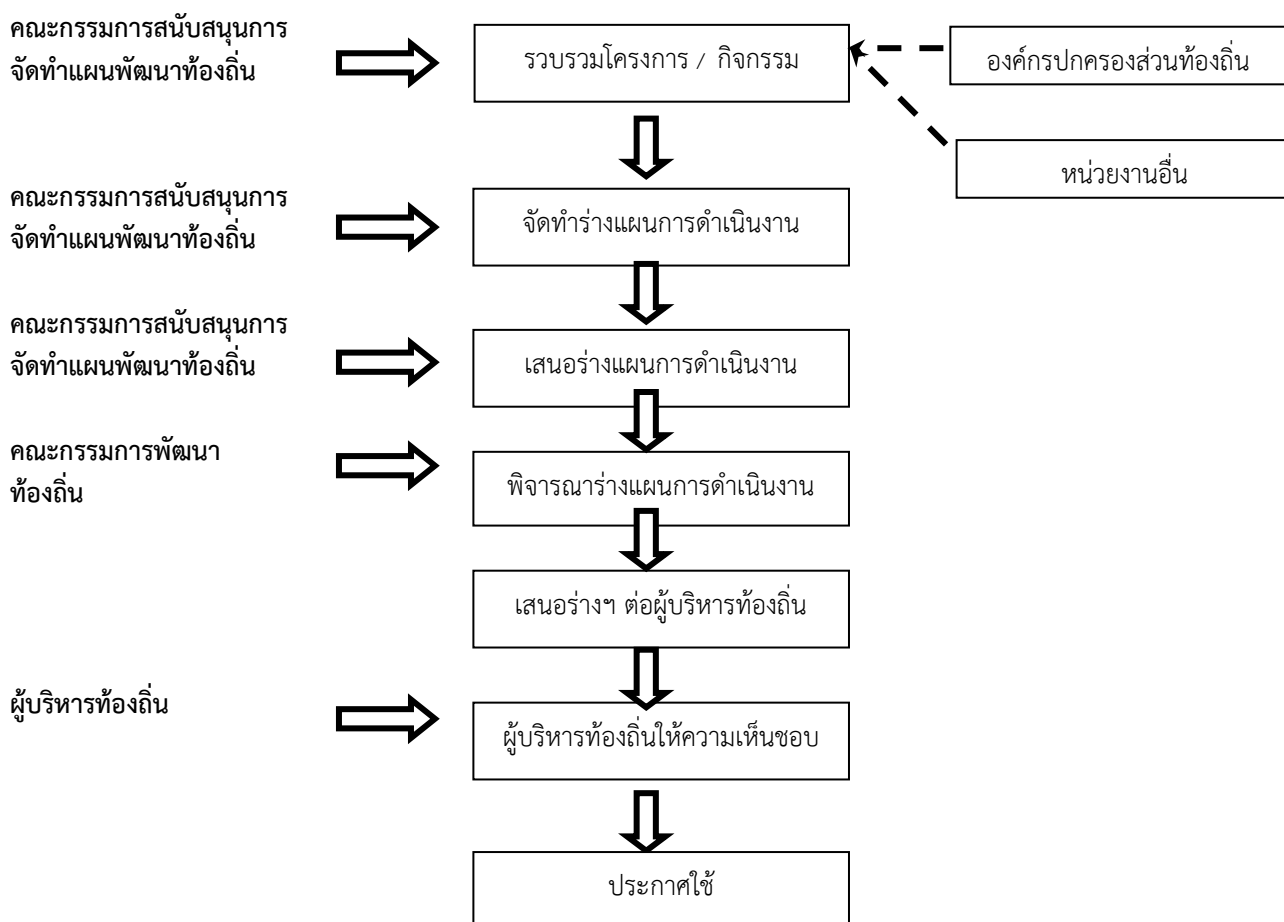 คณะกรรมการสนับสนุนการ
จัดทำแผนพัฒนาท้องถิ่น
รวบรวมโครงการ / กิจกรรม
องค์กรปกครองส่วนท้องถิ่น
หน่วยงานอื่น
คณะกรรมการสนับสนุนการ
จัดทำแผนพัฒนาท้องถิ่น
จัดทำร่างแผนการดำเนินงาน
คณะกรรมการสนับสนุนการ
จัดทำแผนพัฒนาท้องถิ่น
เสนอร่างแผนการดำเนินงาน
คณะกรรมการพัฒนา
ท้องถิ่น
พิจารณาร่างแผนการดำเนินงาน
เสนอร่างฯ ต่อผู้บริหารท้องถิ่น
ผู้บริหารท้องถิ่น
ผู้บริหารท้องถิ่นให้ความเห็นชอบ
ประกาศใช้